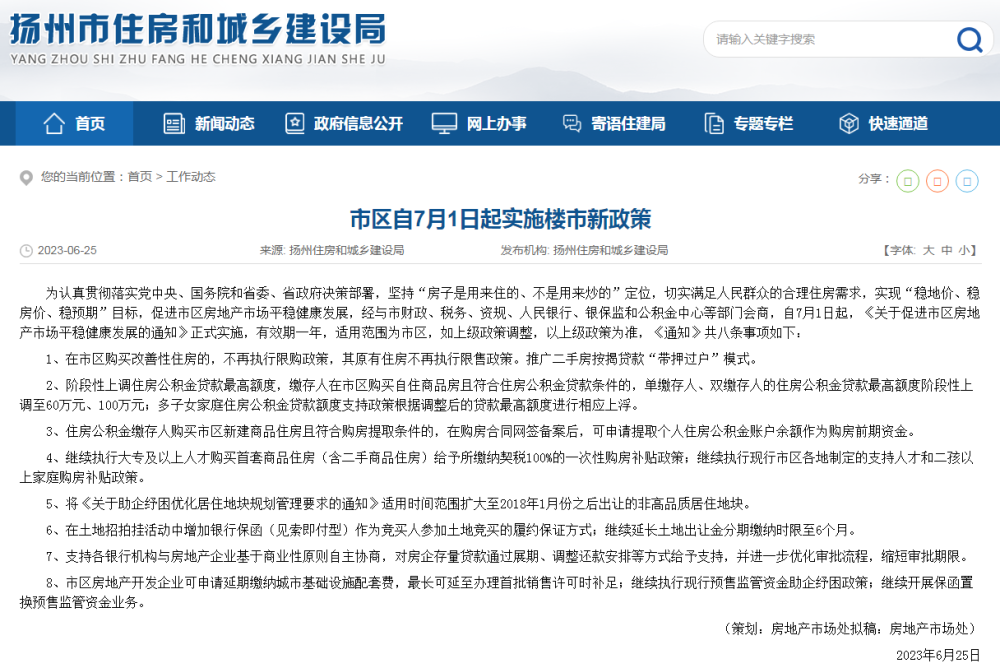 扬州市住房和城乡建设局
YANG ZHOU SHI ZHU FANG HE CHENG XIANG JIAN SHE JU
请输入关键字搜索
首页 新闻动态 政府信息公开 网上办事 寄语住建局 专题专栏 快速通道
您的当前位置：首页 > 工作动态 分享：
市区自7月1日起实施楼市新政策
2023-06-25 来源: 扬州住房和城乡建设局 发布机构: 扬州住房和城乡建设局 【字体: 大 中 小】
为认真贯彻落实党中央、国务院和省委、省政府决策部署，坚持“房子是用来住的、不是用来炒的”定位，切实满足人民群众的合理住房需求，实现“稳地价、稳
房价、稳预期”目标，促进市区房地产市场平稳健康发展，经与市财政、税务、资规、人民银行、银保监和公积金中心等部门会商，自7月1日起，《关于促进市区房地
产市场平稳健康发展的通知》正式实施，有效期一年，适用范围为市区，如上级政策调整，以上级政策为准，《通知》共八条事项如下：
1、在市区购买改善性住房的，不再执行限购政策，其原有住房不再执行限售政策。推广二手房按揭贷款“带押过户”模式。
2、阶段性上调住房公积金贷款最高额度，缴存人在市区购买自住商品房且符合住房公积金贷款条件的，单缴存人、双缴存人的住房公积金贷款最高额度阶段性上
调至60万元、100万元；多子女家庭住房公积金贷款额度支持政策根据调整后的贷款最高额度进行相应上浮。
3、住房公积金缴存人购买市区新建商品住房且符合购房提取条件的，在购房合同网签备案后，可申请提取个人住房公积金账户余额作为购房前期资金。
4、继续执行大专及以上人才购买首套商品住房（含二手商品住房）给予所缴纳契税100%的一次性购房补贴政策；继续执行现行市区各地制定的支持人才和二孩以
上家庭购房补贴政策。
5、将《关于助企纾困优化居住地块规划管理要求的通知》适用时间范围扩大至2018年1月份之后出让的非高品质居住地块。
6、在土地招拍挂活动中增加银行保函（见索即付型）作为竞买人参加土地竞买的履约保证方式；继续延长土地出让金分期缴纳时限至6个月。
7、支持各银行机构与房地产企业基于商业性原则自主协商，对房企存量贷款通过展期、调整还款安排等方式给予支持，并进一步优化审批流程，缩短审批期限。
8、市区房地产开发企业可申请延期缴纳城市基础设施配套费，最长可延至办理首批销售许可时补足；继续执行现行预售监管资金助企纾困政策；继续开展保函置
换预售监管资金业务。
（策划：房地产市场处拟稿：房地产市场处）
2023年6月25日